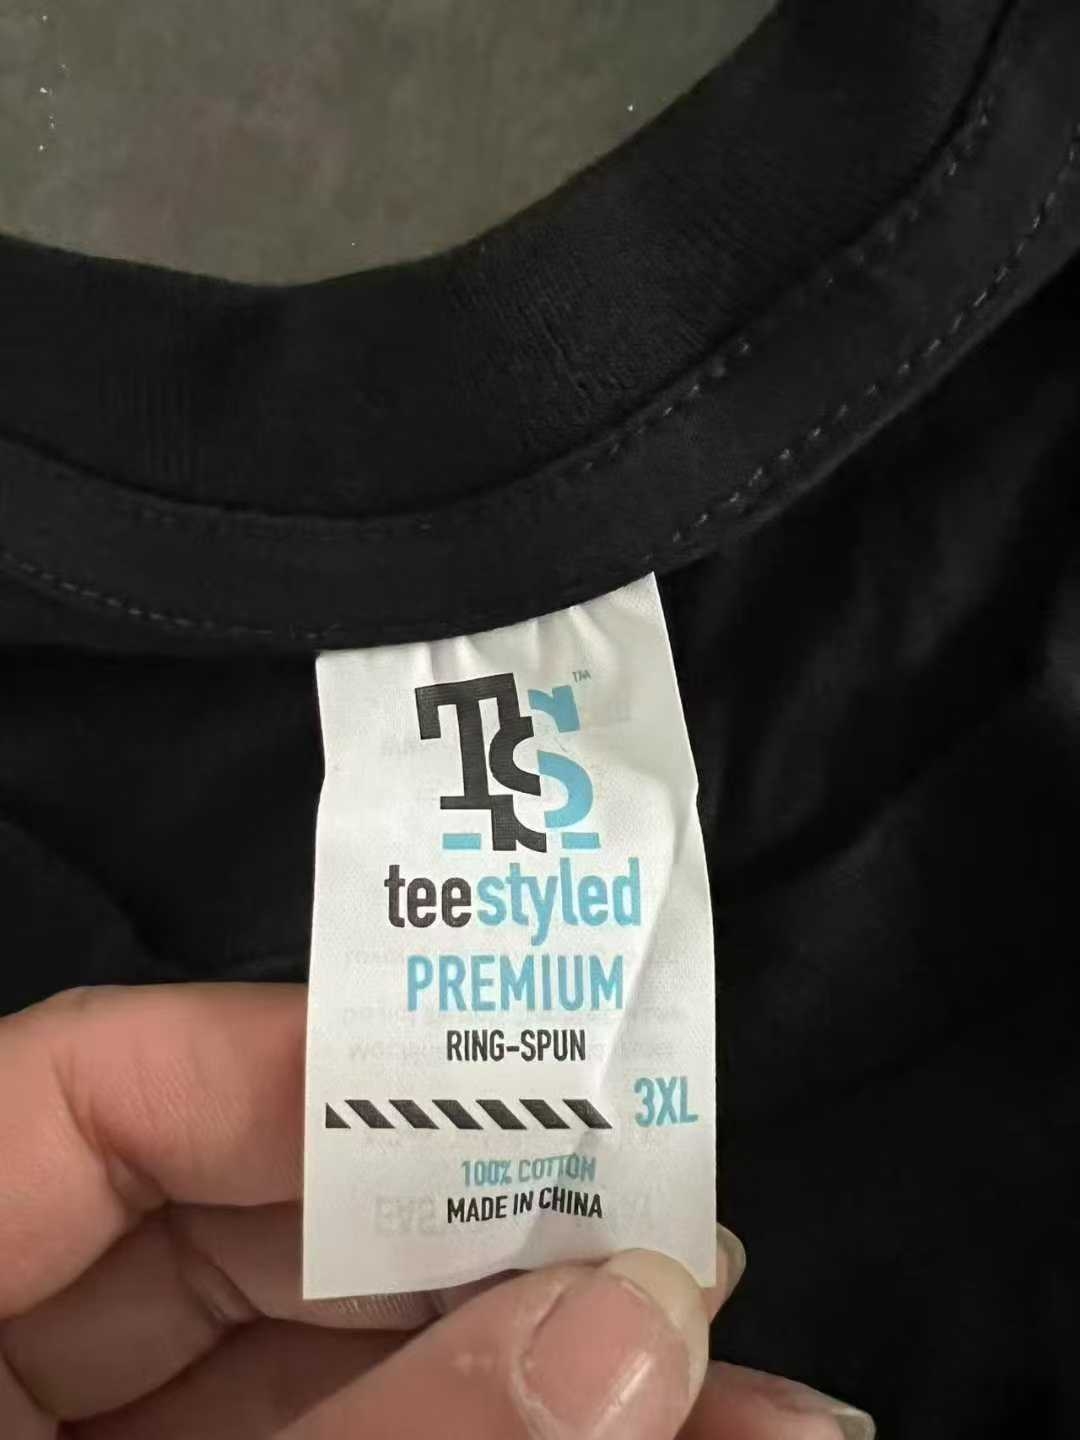 TS™
teestyled
PREMIUM
RING-SPUN
3XL
100% COTTON
MADE IN CHINA